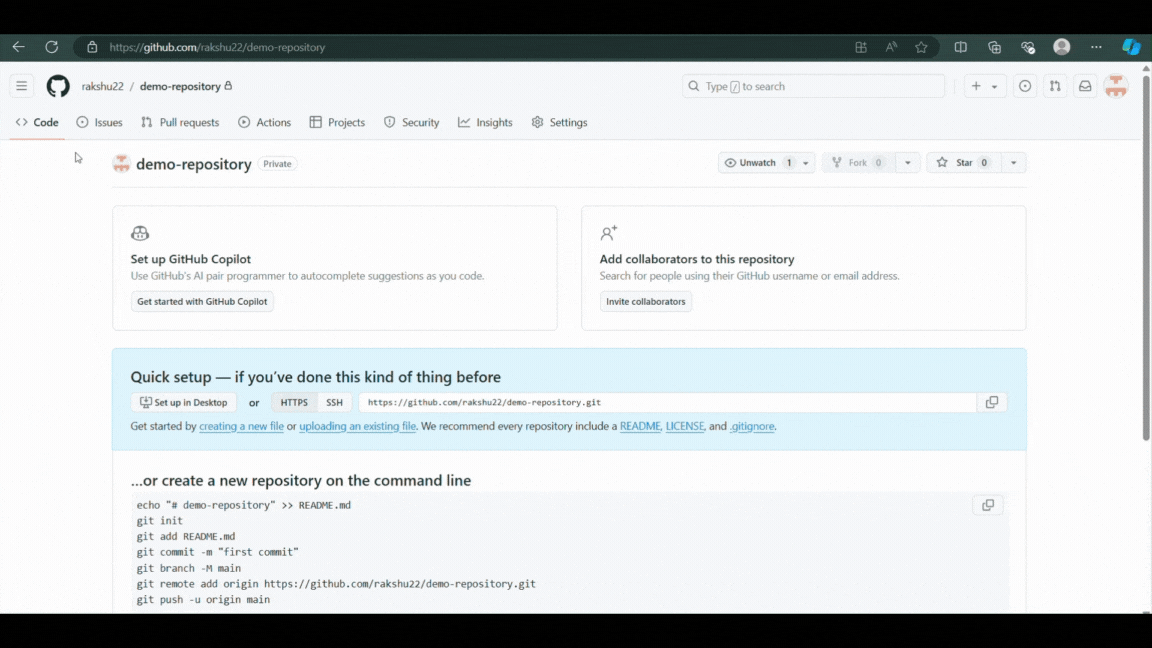 https://github.com/rakshu22/demo-repository
rakshu22 / demo-repository
Type / to search
Code Issues Pull requests Actions Projects Security Insights Settings
demo-repository Private
Unwatch 1 Fork 0 Star 0
Set up GitHub Copilot
Use GitHub's AI pair programmer to autocomplete suggestions as you code.
Get started with GitHub Copilot
Add collaborators to this repository
Search for people using their GitHub username or email address.
Invite collaborators
Quick setup — if you've done this kind of thing before
Set up in Desktop or HTTPS SSH https://github.com/rakshu22/demo-repository.git
Get started by creating a new file or uploading an existing file. We recommend every repository include a README, LICENSE, and .gitignore.
...or create a new repository on the command line
echo "# demo-repository" >> README.md
git init
git add README.md
git commit -m "first commit"
git branch -M main
git remote add origin https://github.com/rakshu22/demo-repository.git
git push -u origin main